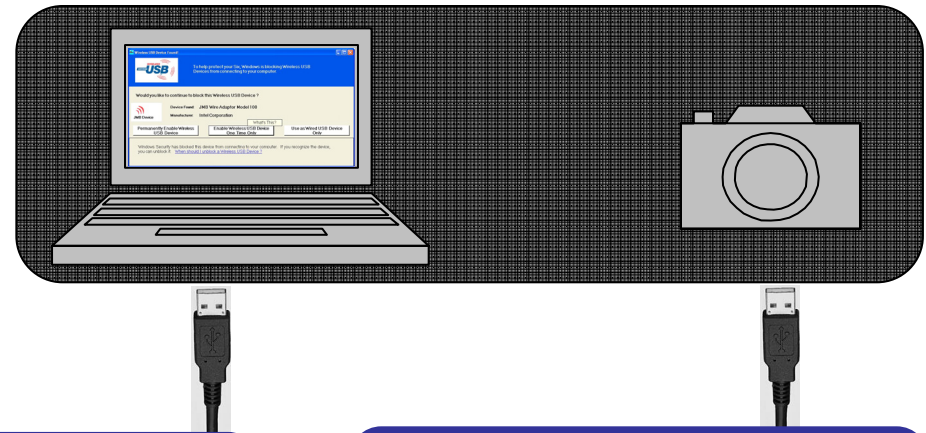 Wireless USB Device Found!
USB
To help protect your Qn, Windows is blocking Wireless USB
Devices from connecting to your computer
Would you like to continue to block this Wireless USB Device ?
Device Found: JMB Wire Adaptor Model 100
JMB Device
Manufacturer Intel Corporation
What's This?
Permanently Enable Wireless
USB Device
Enable Wireless USB Device
One Time Only
Use as Wired USB Device
Only
Windows Security has blocked this device from connecting to your computer. If you recognize the device,
you can unblock it. When should I unblock a Wireless USB Device ?